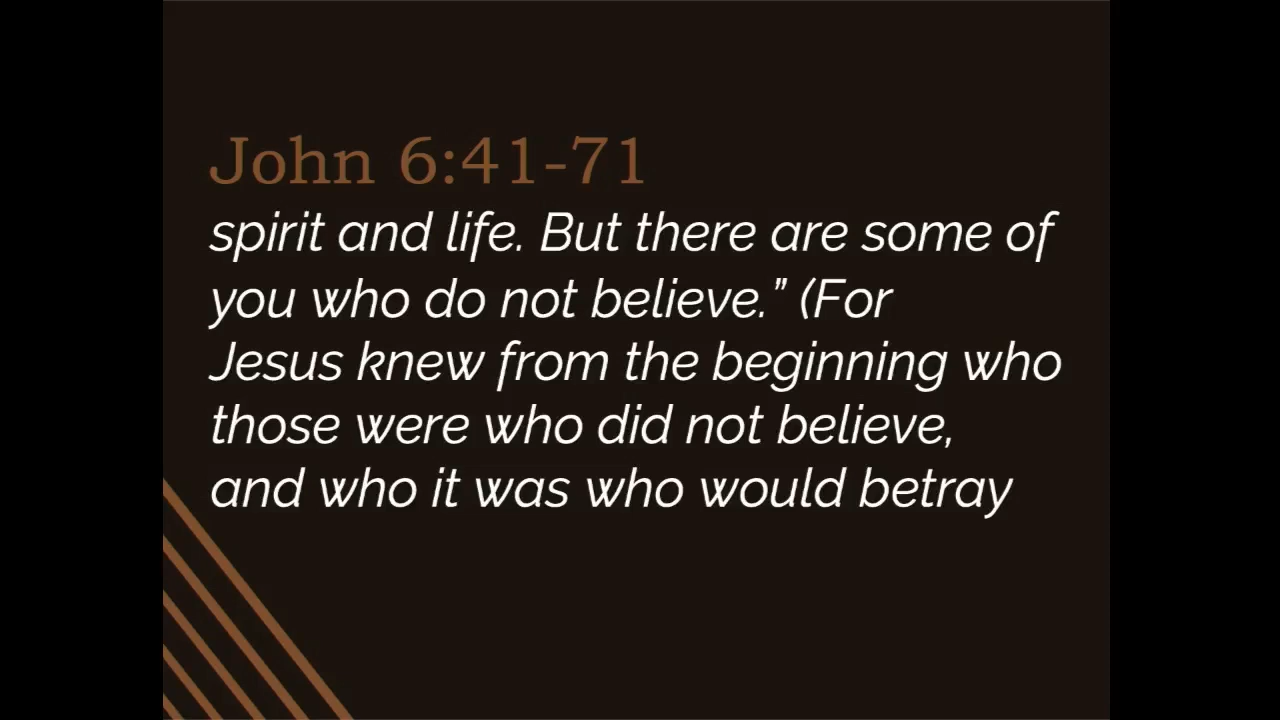 John 6:41-71
spirit and life. But there are some of
you who do not believe.” (For
Jesus knew from the beginning who
those were who did not believe,
and who it was who would betray